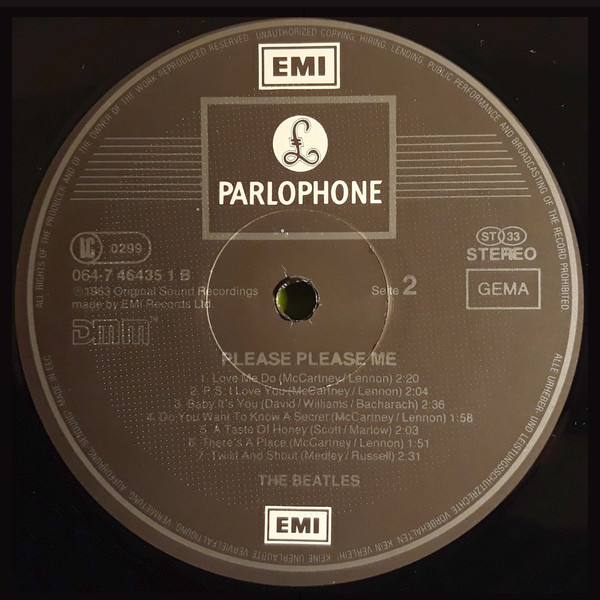 ALL RIGHTS OF THE PRODUCER AND OF THE OWNER OF THE WORK REPRODUCED RESERVED. UNAUTHORIZED COPYING, HIRING, LENDING, PUBLIC PERFORMANCE AND BROADCASTING OF THE RECORD PROHIBITED.
EMI
£
PARLOPHONE
LC 0299
064-7 46435 1 B
℗ 1963 Original Sound Recordings
made by EMI Records Ltd.
DMM™
ST 33
STEREO
GEMA
Seite 2
PLEASE PLEASE ME
1. Love Me Do (McCartney/Lennon) 2:20
2. P.S. I Love You (McCartney/Lennon) 2:04
3. Baby It's You (David/Williams/Bacharach) 2:36
4. Do You Want To Know A Secret (McCartney/Lennon) 1:58
5. A Taste Of Honey (Scott/Marlow) 2:03
6. There's A Place (McCartney/Lennon) 1:51
7. Twist And Shout (Medley/Russell) 2:31
THE BEATLES
EMI
ALLE URHEBER- UND LEISTUNGSSCHUTZRECHTE VORBEHALTEN. KEIN VERLEIH! KEINE UNERLAUBTE VERVIELFÄLTIGUNG, VERMIETUNG, AUFFÜHRUNG, SENDUNG! MADE IN EEC